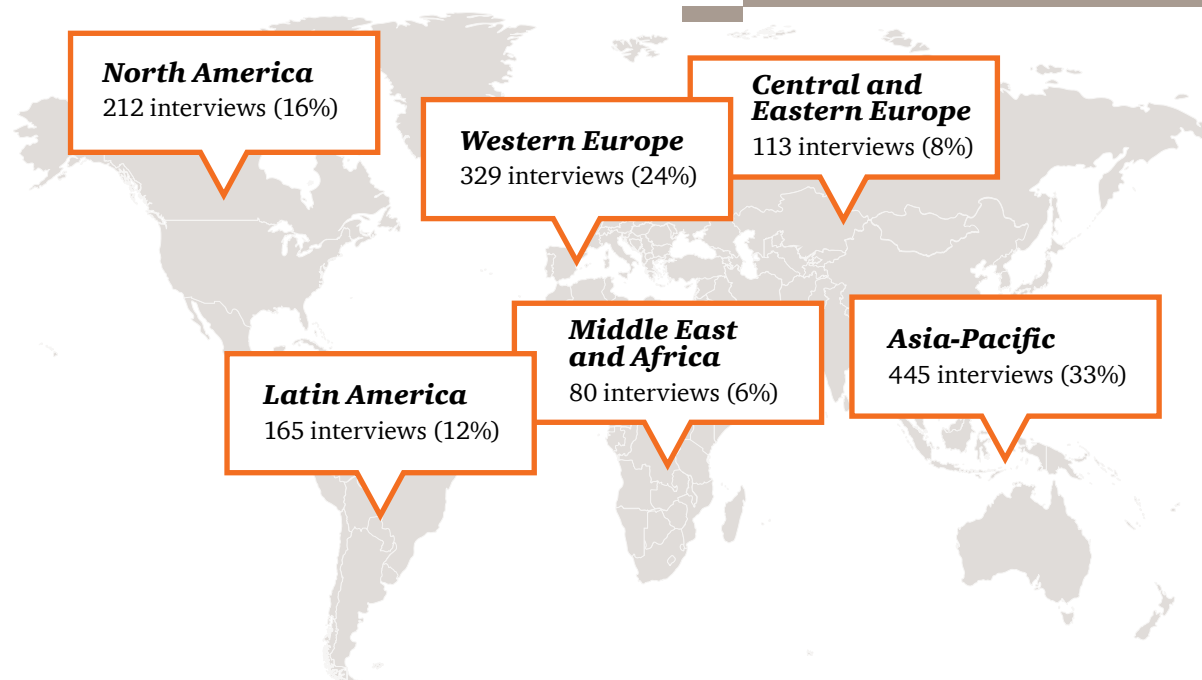 North America
212 interviews (16%)
Central and
Eastern Europe
113 interviews (8%)
Western Europe
329 interviews (24%)
Middle East
and Africa
80 interviews (6%)
Asia-Pacific
445 interviews (33%)
Latin America
165 interviews (12%)